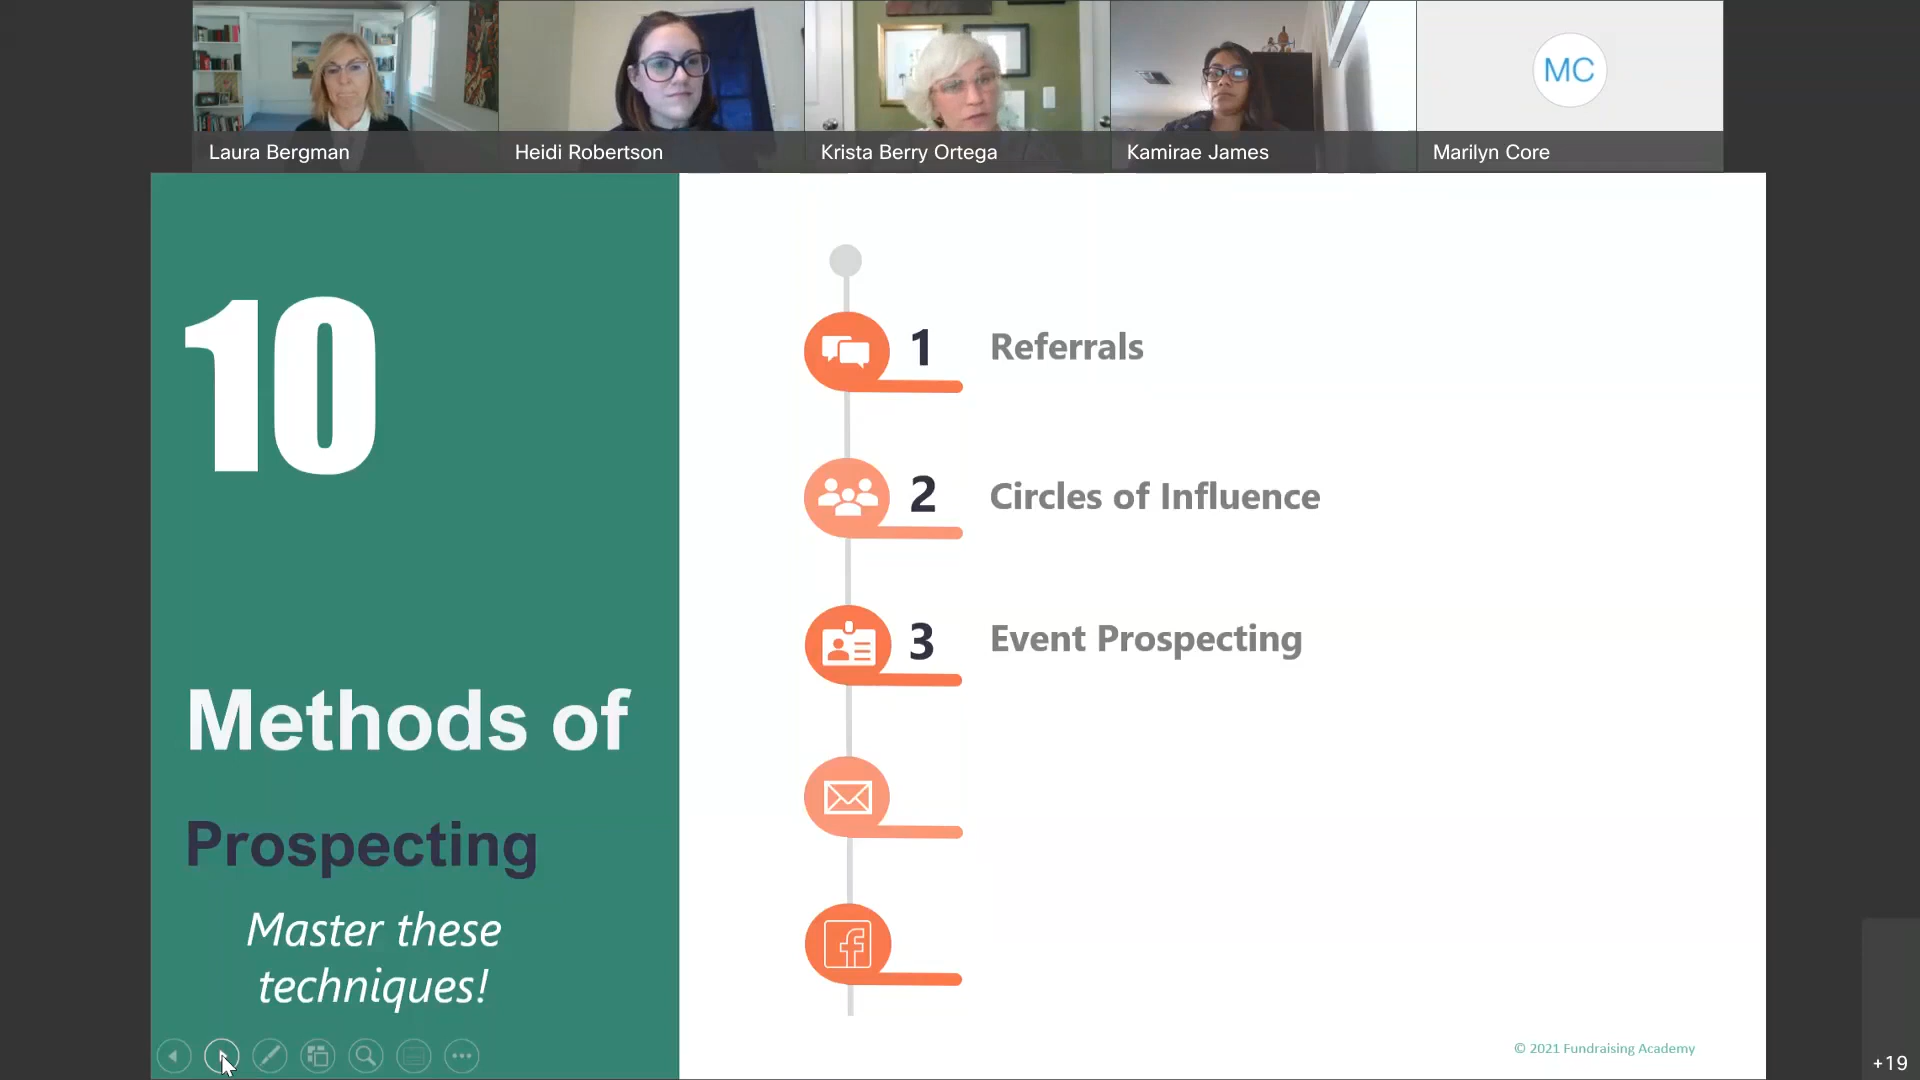 MC
Laura Bergman
Heidi Robertson
Krista Berry Ortega
Kamirae James
Marilyn Core
10
Methods of
Prospecting
Master these
techniques!
1 Referrals
2 Circles of Influence
3 Event Prospecting
© 2021 Fundraising Academy
+19